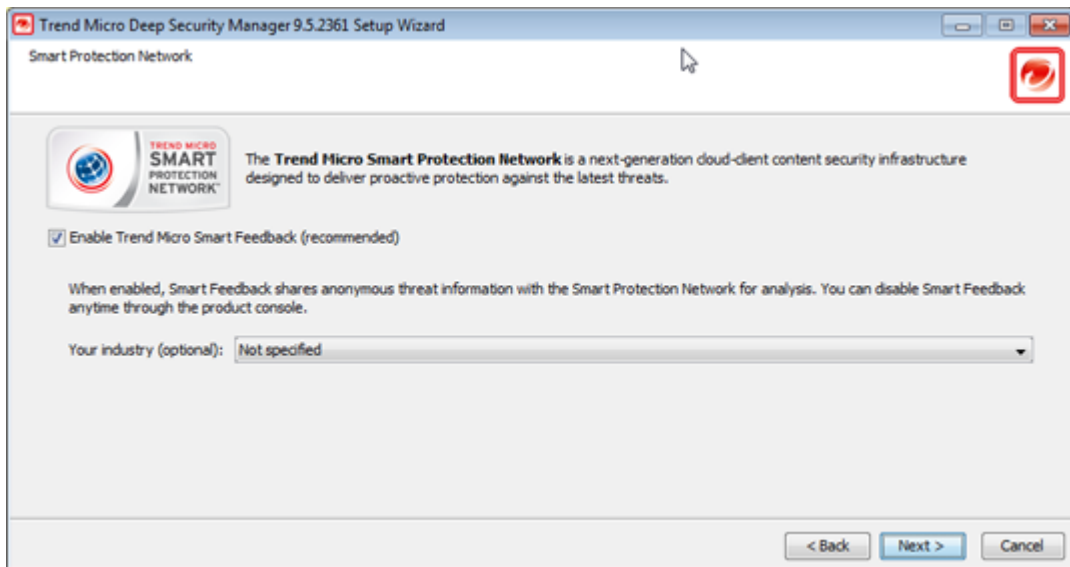 Trend Micro Deep Security Manager 9.5.2361 Setup Wizard
Smart Protection Network
TREND MICRO
SMART
PROTECTION
NETWORK™
The Trend Micro Smart Protection Network is a next-generation cloud-client content security infrastructure
designed to deliver proactive protection against the latest threats.
Enable Trend Micro Smart Feedback (recommended)
When enabled, Smart Feedback shares anonymous threat information with the Smart Protection Network for analysis. You can disable Smart Feedback
anytime through the product console.
Your industry (optional): Not specified
< Back Next > Cancel